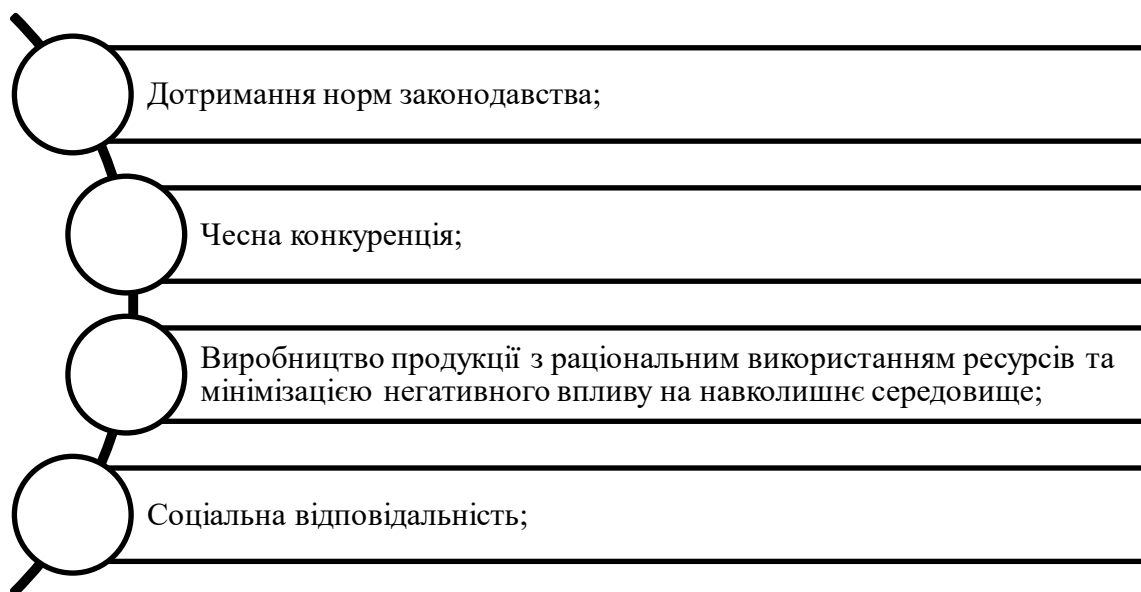 Дотримання норм законодавства;
Чесна конкуренція;
Виробництво продукції з раціональним використанням ресурсів та
мінімізацією негативного впливу на навколишнє середовище;
Соціальна відповідальність;